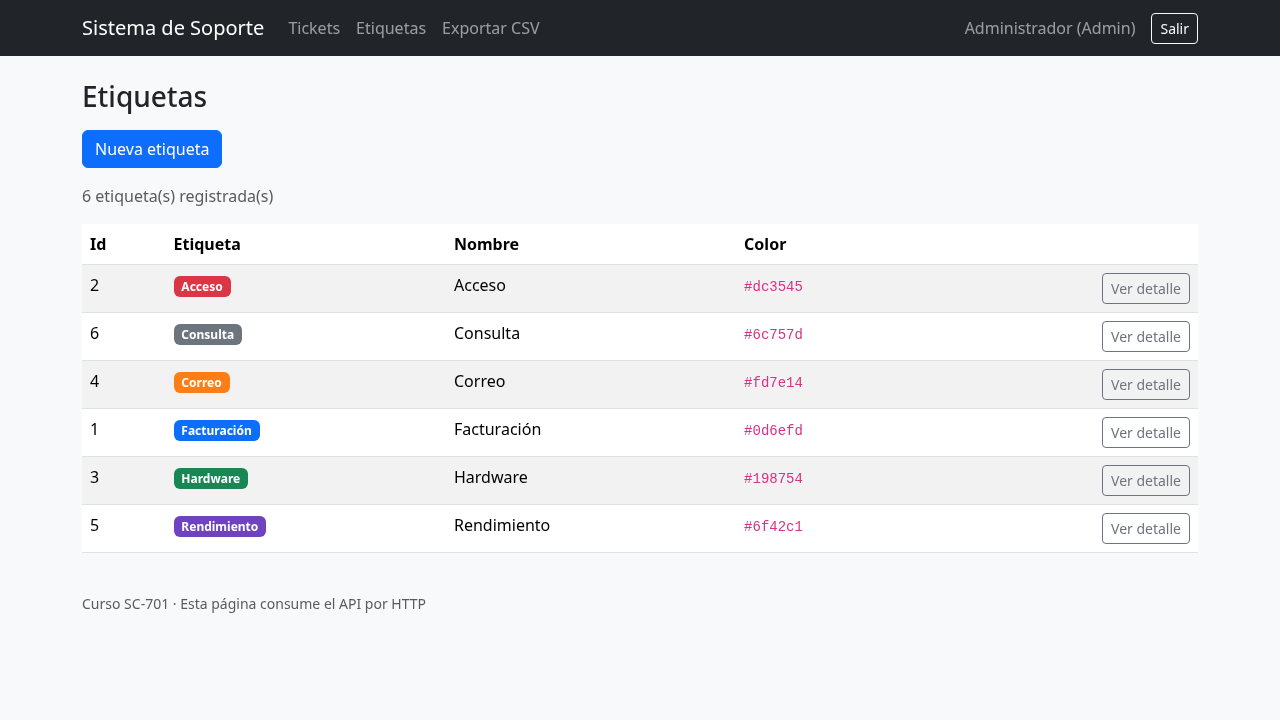 Sistema de Soporte Tickets Etiquetas Exportar CSV Administrador (Admin) Salir
Etiquetas
Nueva etiqueta
6 etiqueta(s) registrada(s)
Id Etiqueta Nombre Color
2 Acceso Acceso #dc3545 Ver detalle
6 Consulta Consulta #6c757d Ver detalle
4 Correo Correo #fd7e14 Ver detalle
1 Facturación Facturación #0d6efd Ver detalle
3 Hardware Hardware #198754 Ver detalle
5 Rendimiento Rendimiento #6f42c1 Ver detalle
Curso SC-701 · Esta página consume el API por HTTP